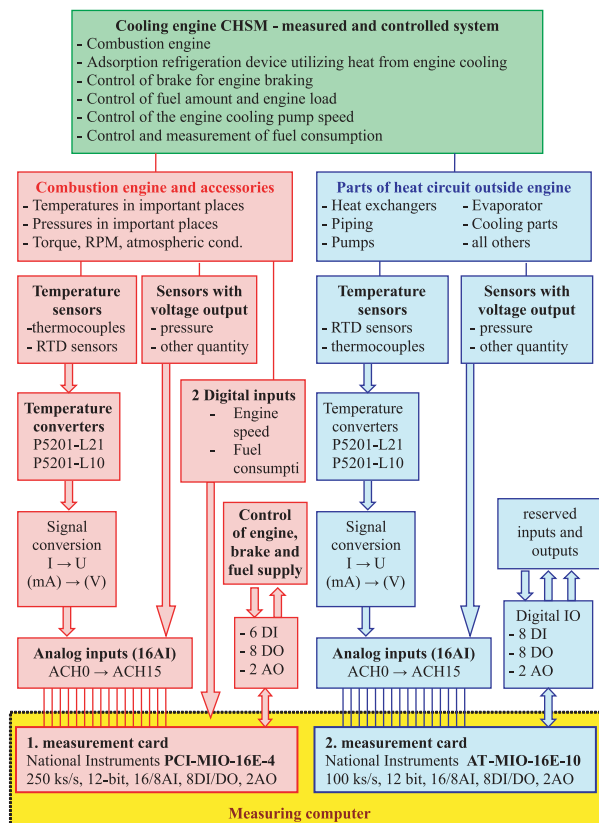 Cooling engine CHSM - measured and controlled system
- Combustion engine
- Adsorption refrigeration device utilizing heat from engine cooling
- Control of brake for engine braking
- Control of fuel amount and engine load
- Control of the engine cooling pump speed
- Control and measurement of fuel consumption
Combustion engine and accessories
- Temperatures in important places
- Pressures in important places
- Torque, RPM, atmospheric cond.
Parts of heat circuit outside engine
- Heat exchangers
- Piping
- Pumps
- Evaporator
- Cooling parts
- all others
Temperature
sensors
-thermocouples
- RTD sensors
Sensors with
voltage output
- pressure
- other quantity
Temperature
sensors
- RTD sensors
- thermocouples
Sensors with
voltage output
- pressure
- other quantity
Temperature
converters
P5201-L21
P5201-L10
2 Digital inputs
- Engine
speed
- Fuel
consumpti
Temperature
converters
P5201-L21
P5201-L10
Signal
conversion
I → U
(mA) → (V)
Control
of engine,
brake and
fuel supply
Signal
conversion
I → U
(mA) → (V)
reserved
inputs and
outputs
Analog inputs (16AI)
ACH0 → ACH15
- 6 DI
- 8 DO
- 2 AO
Analog inputs (16AI)
ACH0 → ACH15
Digital IO
- 8 DI
- 8 DO
- 2 AO
1. measurement card
National Instruments PCI-MIO-16E-4
250 ks/s, 12-bit, 16/8AI, 8DI/DO, 2AO
2. measurement card
National Instruments AT-MIO-16E-10
100 ks/s, 12 bit, 16/8AI, 8DI/DO, 2AO
Measuring computer